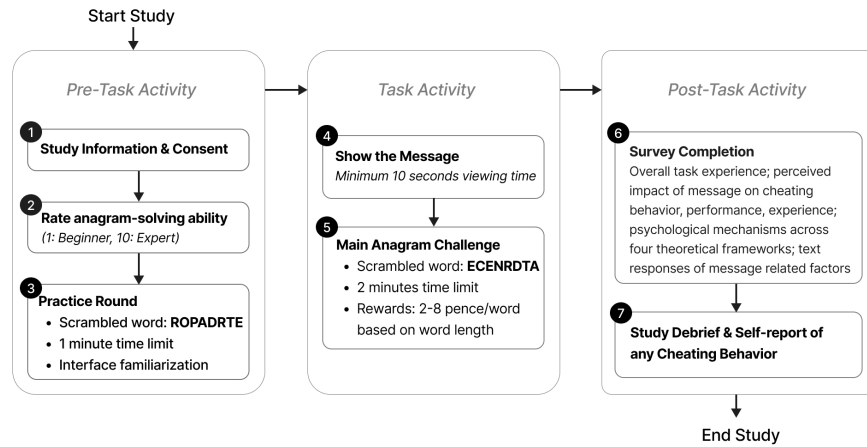 Start Study
Pre-Task Activity
1
Study Information & Consent
2
Rate anagram-solving ability
(1: Beginner, 10: Expert)
3
Practice Round
• Scrambled word: ROPADRTE
• 1 minute time limit
• Interface familiarization
Task Activity
4
Show the Message
Minimum 10 seconds viewing time
5
Main Anagram Challenge
• Scrambled word: ECENRDTA
• 2 minutes time limit
• Rewards: 2-8 pence/word
based on word length
Post-Task Activity
6
Survey Completion
Overall task experience; perceived
impact of message on cheating
behavior, performance, experience;
psychological mechanisms across
four theoretical frameworks; text
responses of message related factors
7
Study Debrief & Self-report of
any Cheating Behavior
End Study